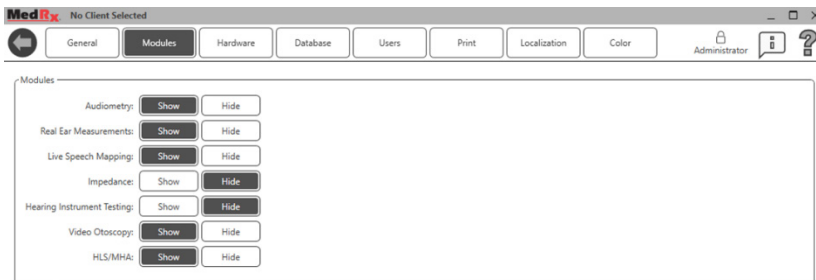 MedRx No Client Selected
General Modules Hardware Database Users Print Localization Color Administrator
Modules
Audiometry: Show Hide
Real Ear Measurements: Show Hide
Live Speech Mapping: Show Hide
Impedance: Show Hide
Hearing Instrument Testing: Show Hide
Video Otoscopy: Show Hide
HLS/MHA: Show Hide